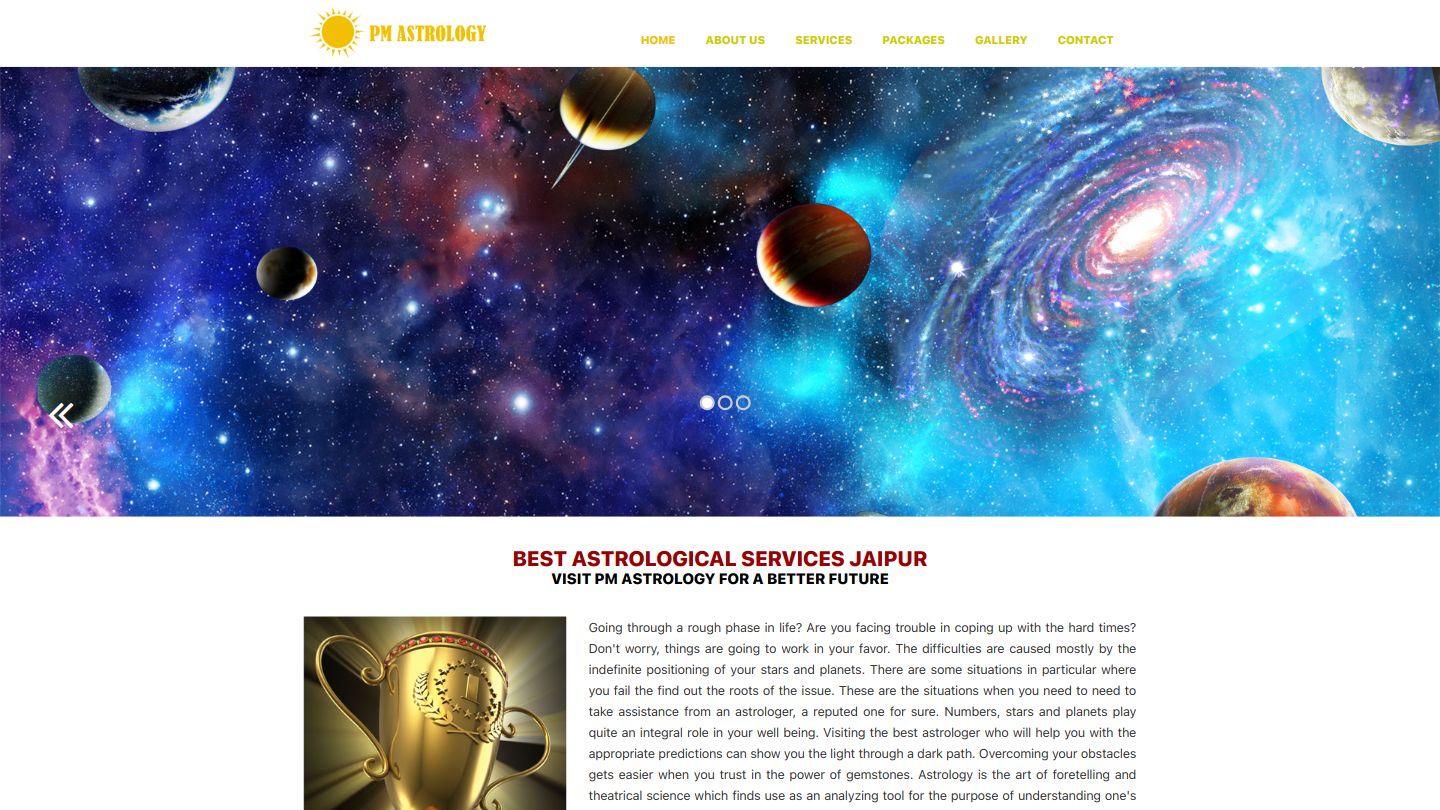 PM ASTROLOGY
HOME ABOUT US SERVICES PACKAGES GALLERY CONTACT
BEST ASTROLOGICAL SERVICES JAIPUR
VISIT PM ASTROLOGY FOR A BETTER FUTURE
Going through a rough phase in life? Are you facing trouble in coping up with the hard times?
Don't worry, things are going to work in your favor. The difficulties are caused mostly by the
indefinite positioning of your stars and planets. There are some situations in particular where
you fail the find out the roots of the issue. These are the situations when you need to need to
take assistance from an astrologer, a reputed one for sure. Numbers, stars and planets play
quite an integral role in your well being. Visiting the best astrologer who will help you with the
appropriate predictions can show you the light through a dark path. Overcoming your obstacles
gets easier when you trust in the power of gemstones. Astrology is the art of foretelling and
theatrical science which finds use as an analyzing tool for the purpose of understanding one's
1